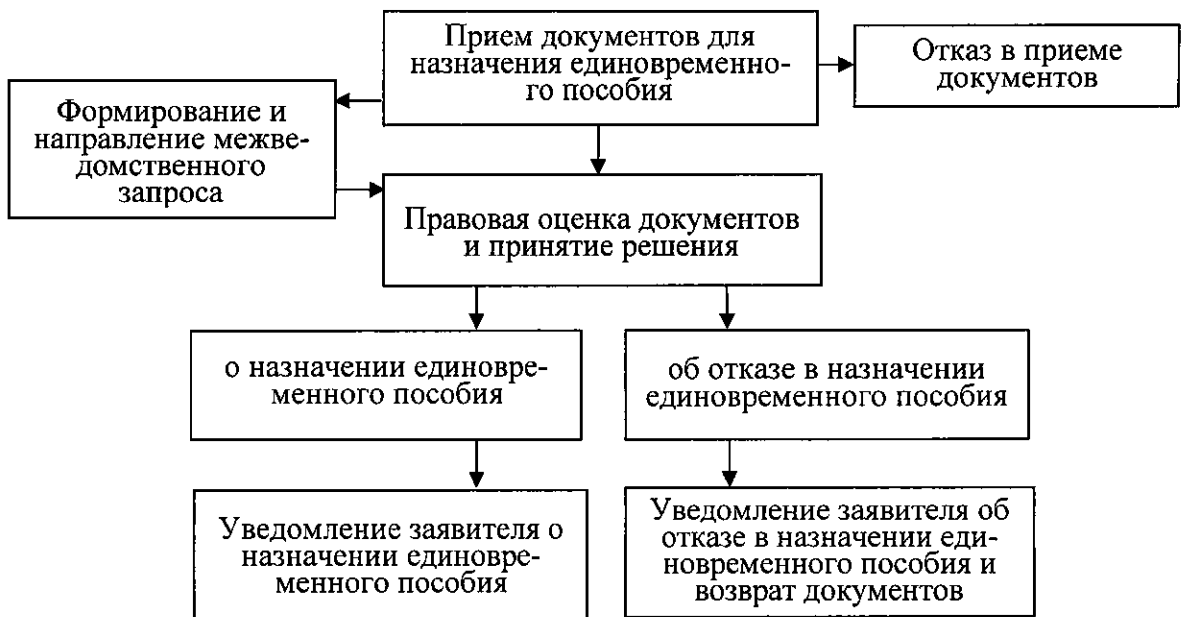 Прием документов для
назначения единовременно-
го пособия
Отказ в приеме
документов
Формирование и
направление межве-
домственного
запроса
Правовая оценка документов
и принятие решения
о назначении единовре-
менного пособия
об отказе в назначении
единовременного пособия
Уведомление заявителя о
назначении единовре-
менного пособия
Уведомление заявителя об
отказе в назначении еди-
новременного пособия и
возврат документов